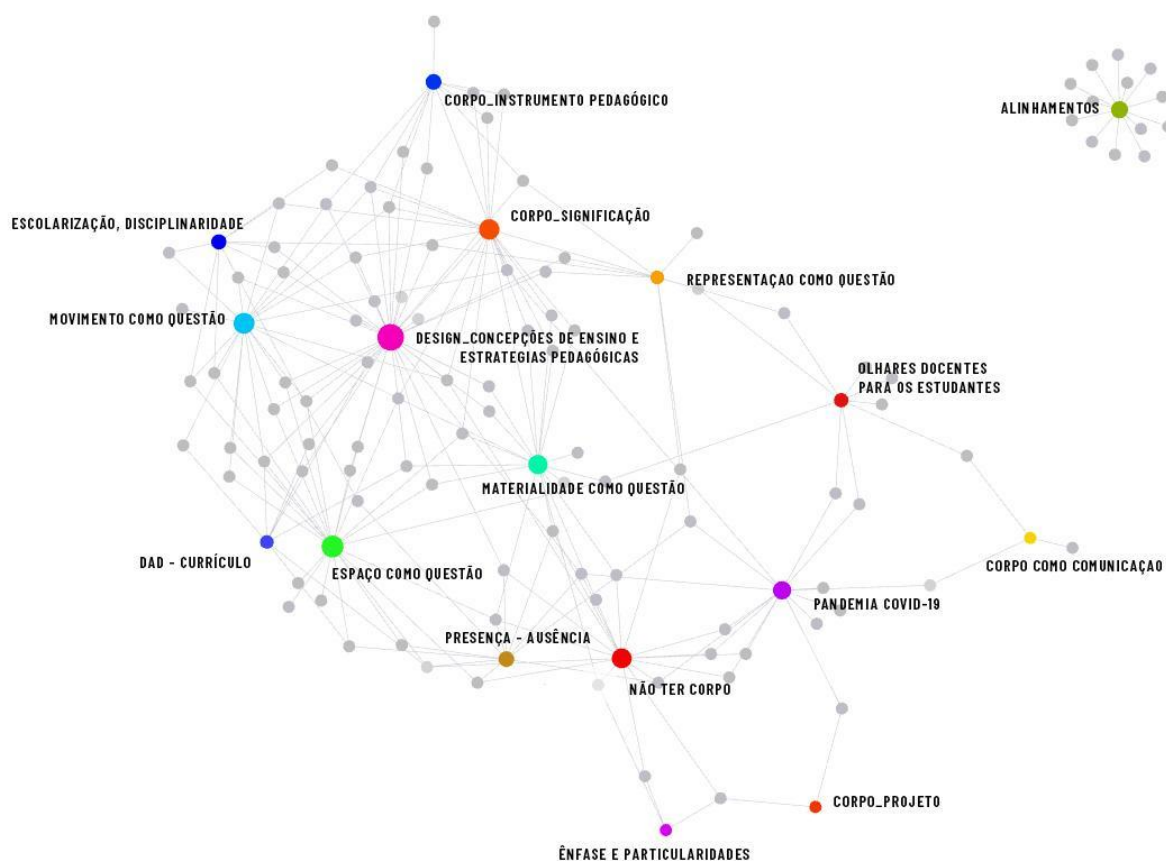 CORPO_INSTRUMENTO PEDAGÓGICO
ALINHAMENTOS
CORPO_SIGNIFICAÇÃO
ESCOLARIZAÇÃO, DISCIPLINARIDADE
REPRESENTAÇAO COMO QUESTÃO
MOVIMENTO COMO QUESTÃO
DESIGN_CONCEPÇÕES DE ENSINO E
ESTRATEGIAS PEDAGÓGICAS
OLHARES DOCENTES
PARA OS ESTUDANTES
MATERIALIDADE COMO QUESTÃO
DAD - CURRÍCULO
ESPAÇO COMO QUESTÃO
CORPO COMO COMUNICAÇAO
PANDEMIA COVID-19
PRESENÇA - AUSÊNCIA
NÃO TER CORPO
CORPO_PROJETO
ÊNFASE E PARTICULARIDADES